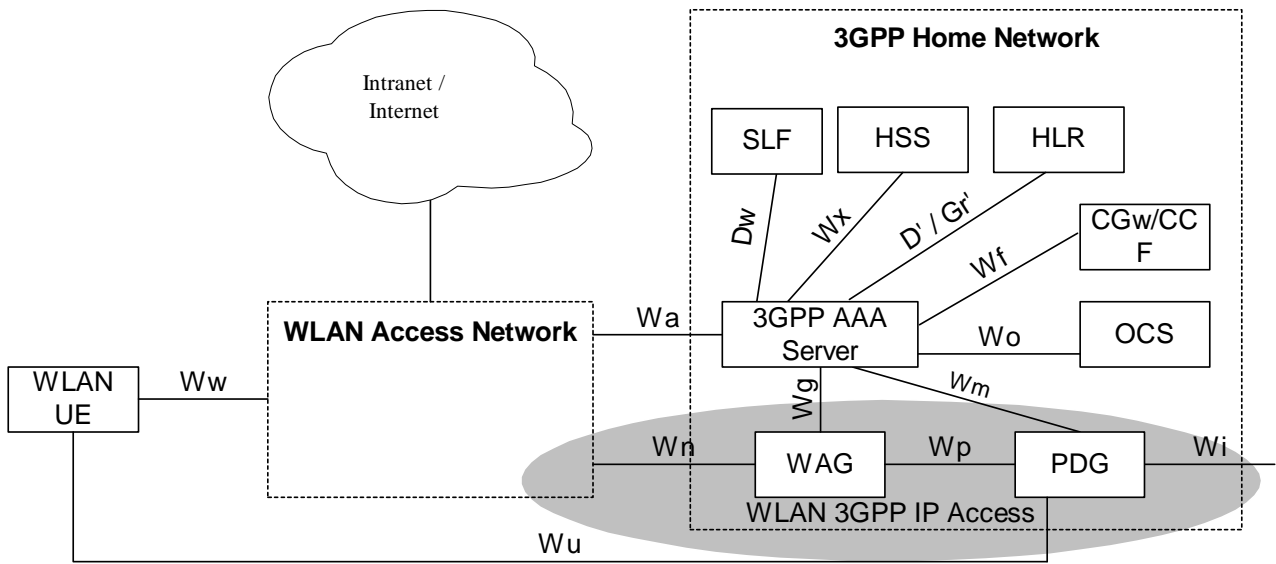 3GPP Home Network
Intranet /
Internet
SLF
HSS
HLR
Dw
Wx
D' / Gr'
CGw/CC
F
Wf
WLAN Access Network
Wa
3GPP AAA
Server
Wo
OCS
WLAN
UE
Ww
Wg
Wm
Wn
WAG
Wp
PDG
Wi
WLAN 3GPP IP Access
Wu